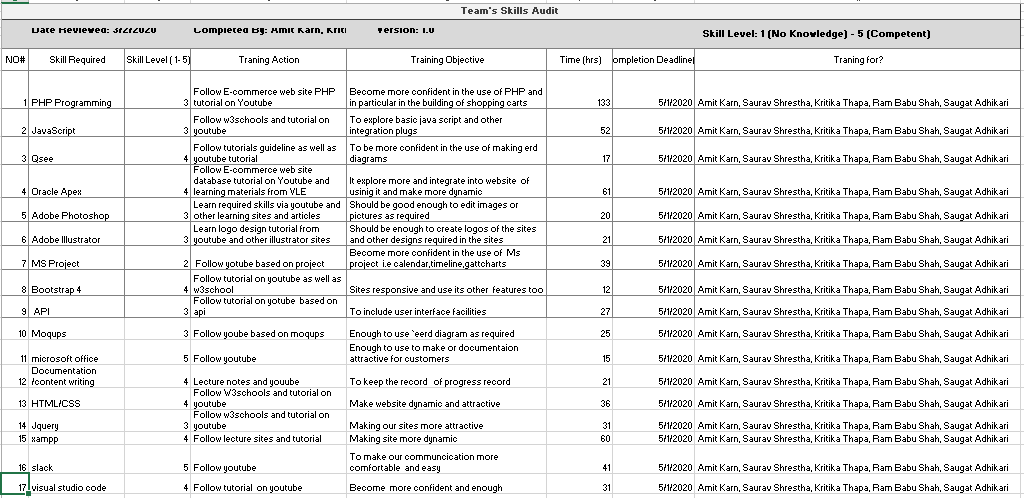 Team's Skills Audit
Date Reviewed: 3/2/2020 Completed By: Amit Karn, Kriti Version: 1.0 Skill Level: 1 (No Knowledge) - 5 (Competent)
NO# Skill Required Skill Level ( 1- 5) Traning Action Traning Objective Time (hrs) ompletion Deadline Traning for?
1 PHP Programming 3 Follow E-commerce web site PHP tutorial on Youtube Become more confident in the use of PHP and in particular in the building of shopping carts 133 5/1/2020 Amit Karn, Saurav Shrestha, Kritika Thapa, Ram Babu Shah, Saugat Adhikari
2 JavaScript 3 Follow w3schools and tutorial on youtube To explore basic java script and other integration plugs 52 5/1/2020 Amit Karn, Saurav Shrestha, Kritika Thapa, Ram Babu Shah, Saugat Adhikari
3 Qsee 4 Follow tutorials guideline as well as youtube tutorial To be more confident in the use of making erd diagrams 17 5/1/2020 Amit Karn, Saurav Shrestha, Kritika Thapa, Ram Babu Shah, Saugat Adhikari
4 Oracle Apex 4 Follow E-commerce web site database tutorial on Youtube and learning materials from VLE It explore more and integrate into website of usinig it and make more dynamic 61 5/1/2020 Amit Karn, Saurav Shrestha, Kritika Thapa, Ram Babu Shah, Saugat Adhikari
5 Adobe Photoshop 3 Learn required skills via youtube and other learning sites and articles Should be good enough to edit images or pictures as required 20 5/1/2020 Amit Karn, Saurav Shrestha, Kritika Thapa, Ram Babu Shah, Saugat Adhikari
6 Adobe Illustrator 3 Learn logo design tutorial from youtube and other illustrator sites Should be enough to create logos of the sites and other designs required in the sites 21 5/1/2020 Amit Karn, Saurav Shrestha, Kritika Thapa, Ram Babu Shah, Saugat Adhikari
7 MS Project 2 Follow yotube based on project Become more confident in the use of Ms project i.e calendar,timeline,gattcharts 39 5/1/2020 Amit Karn, Saurav Shrestha, Kritika Thapa, Ram Babu Shah, Saugat Adhikari
8 Bootstrap 4 4 Follow tutorial on youtube as well as w3school Sites responsive and use its other features too 12 5/1/2020 Amit Karn, Saurav Shrestha, Kritika Thapa, Ram Babu Shah, Saugat Adhikari
9 API 3 Follow tutorial on yotube based on api To include user interface facilities 27 5/1/2020 Amit Karn, Saurav Shrestha, Kritika Thapa, Ram Babu Shah, Saugat Adhikari
10 Moqups 3 Follow yoube based on moqups Enough to use `eerd diagram as required 25 5/1/2020 Amit Karn, Saurav Shrestha, Kritika Thapa, Ram Babu Shah, Saugat Adhikari
11 microsoft office 5 Follow youtube Enough to use to make or documentaion attractive for customers 15 5/1/2020 Amit Karn, Saurav Shrestha, Kritika Thapa, Ram Babu Shah, Saugat Adhikari
12 Documentation /content writing 4 Lecture notes and youube To keep the record of progress record 21 5/1/2020 Amit Karn, Saurav Shrestha, Kritika Thapa, Ram Babu Shah, Saugat Adhikari
13 HTML/CSS 4 Follow W3schools and tutorial on youtube Make website dynamic and attractive 36 5/1/2020 Amit Karn, Saurav Shrestha, Kritika Thapa, Ram Babu Shah, Saugat Adhikari
14 Jquery 3 Follow w3schools and tutorial on youtube Making our sites more attractive 31 5/1/2020 Amit Karn, Saurav Shrestha, Kritika Thapa, Ram Babu Shah, Saugat Adhikari
15 xampp 4 Follow lecture sites and tutorial Making site more dynamic 60 5/1/2020 Amit Karn, Saurav Shrestha, Kritika Thapa, Ram Babu Shah, Saugat Adhikari
16 slack 5 Follow youtube To make our communcication more comfortable and easy 41 5/1/2020 Amit Karn, Saurav Shrestha, Kritika Thapa, Ram Babu Shah, Saugat Adhikari
17 visual studio code 4 Follow tutorial on youtube Become more confident and enough 31 5/1/2020 Amit Karn, Saurav Shrestha, Kritika Thapa, Ram Babu Shah, Saugat Adhikari